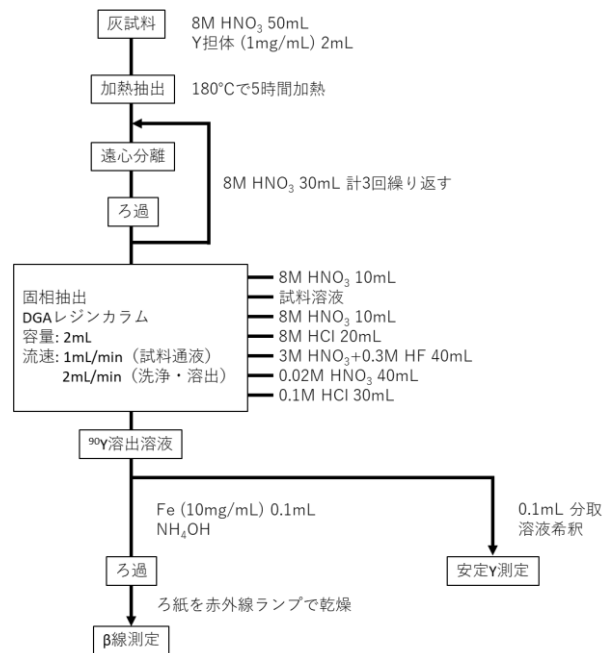 灰試料
8M HNO₃ 50mL
Y担体 (1mg/mL) 2mL
加熱抽出
180℃で5時間加熱
遠心分離
8M HNO₃ 30mL 計3回繰り返す
ろ過
固相抽出
DGAレジンカラム
容量: 2mL
流速: 1mL/min（試料通液）
2mL/min（洗浄・溶出）
8M HNO₃ 10mL
試料溶液
8M HNO₃ 10mL
8M HCl 20mL
3M HNO₃+0.3M HF 40mL
0.02M HNO₃ 40mL
0.1M HCl 30mL
⁹⁰Y溶出溶液
Fe (10mg/mL) 0.1mL
NH₄OH
0.1mL 分取
溶液希釈
ろ過
安定Y測定
ろ紙を赤外線ランプで乾燥
β線測定